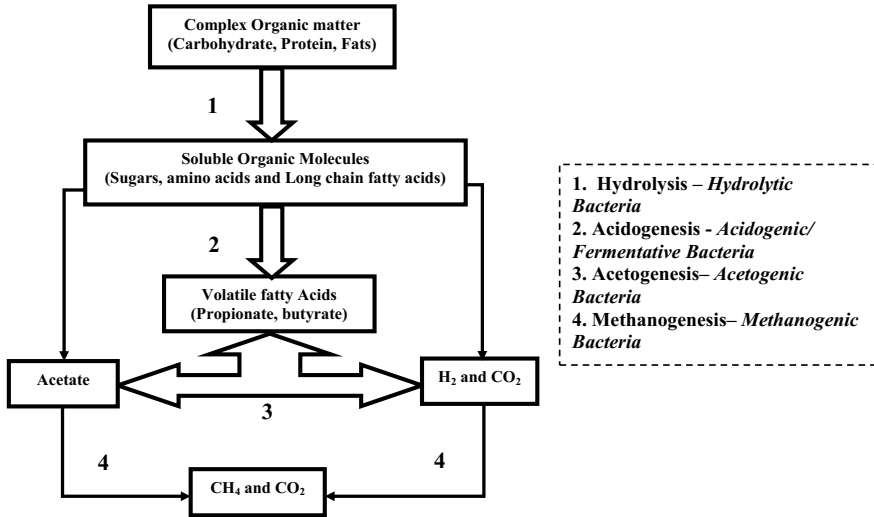 Complex Organic matter
(Carbohydrate, Protein, Fats)
1
Soluble Organic Molecules
(Sugars, amino acids and Long chain fatty acids)
2
Volatile fatty Acids
(Propionate, butyrate)
Acetate
H₂ and CO₂
3
4
4
CH₄ and CO₂
1. Hydrolysis – Hydrolytic
Bacteria
2. Acidogenesis - Acidogenic/
Fermentative Bacteria
3. Acetogenesis– Acetogenic
Bacteria
4. Methanogenesis– Methanogenic
Bacteria